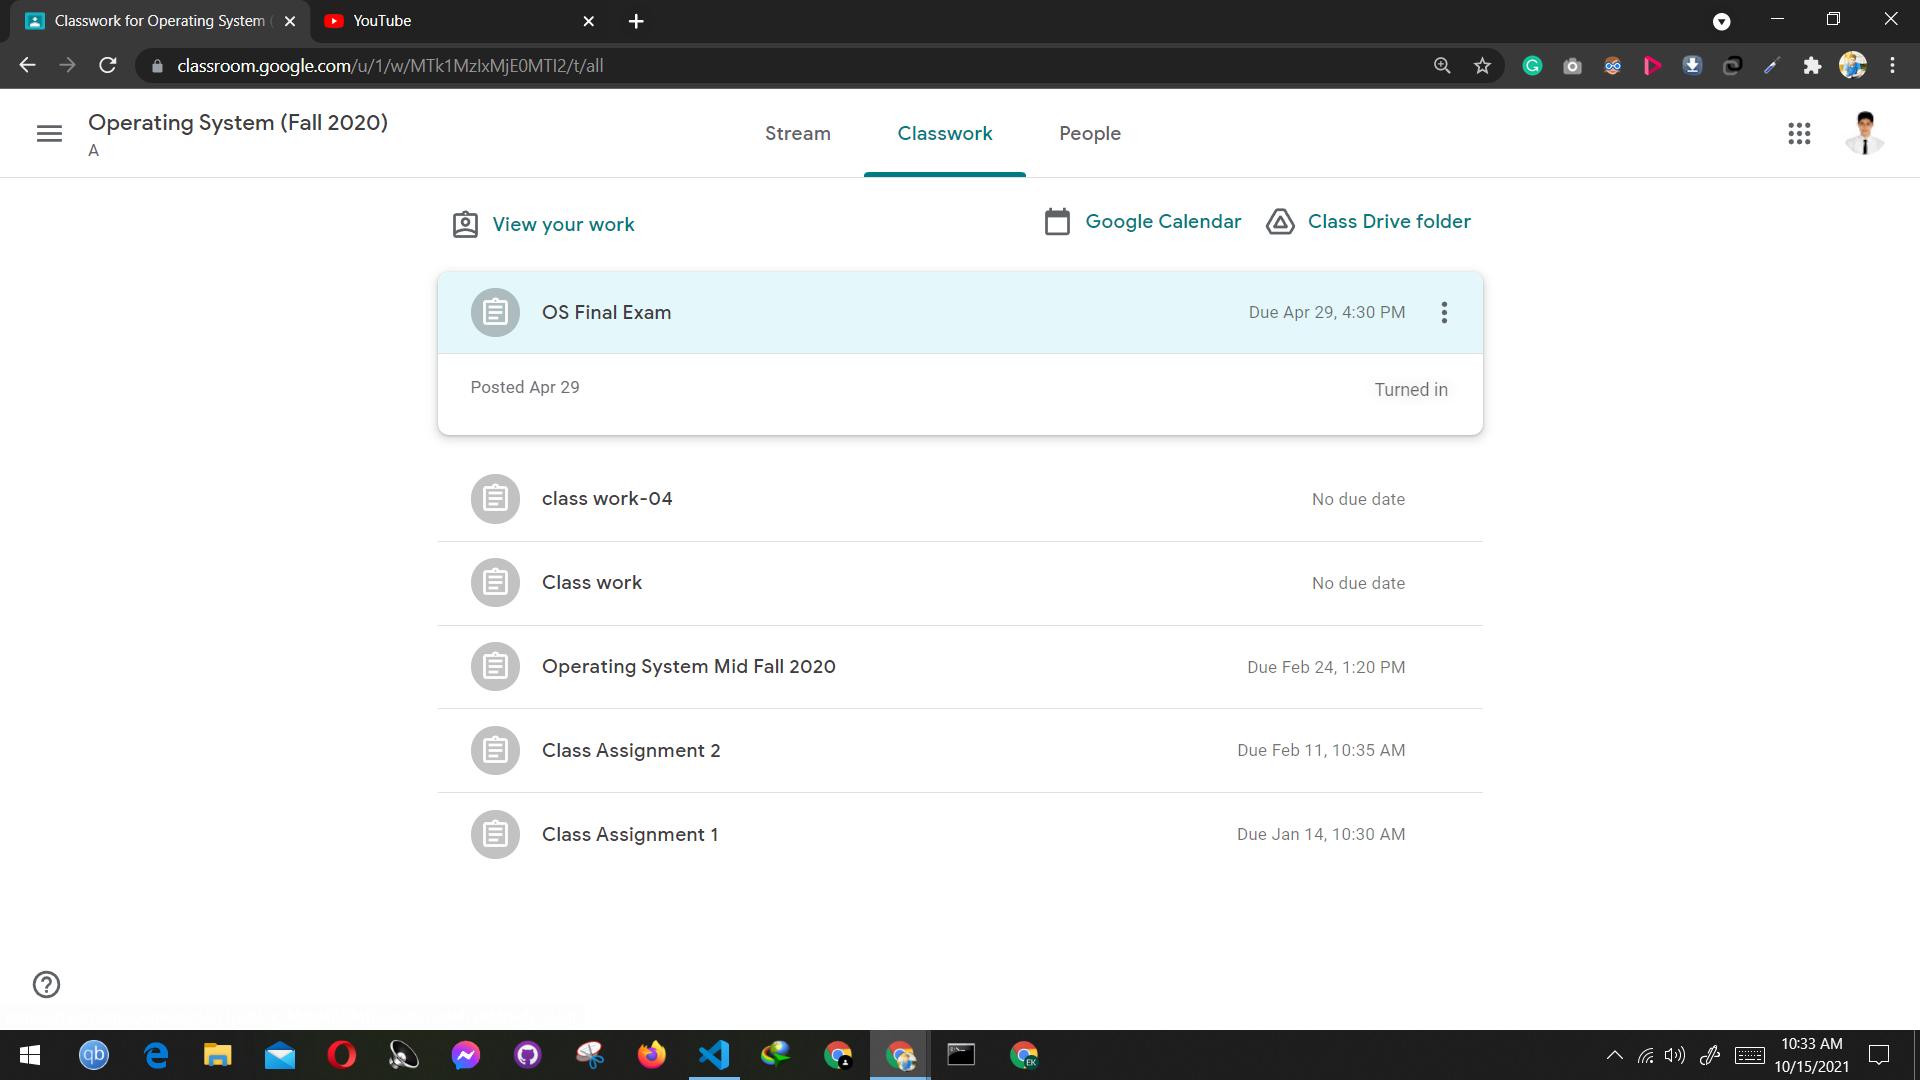 Classwork for Operating System (
YouTube
classroom.google.com/u/1/w/MTk1MzIxMjE0MTI2/t/all
Operating System (Fall 2020)
A
Stream
Classwork
People
View your work
Google Calendar
Class Drive folder
OS Final Exam
Due Apr 29, 4:30 PM
Posted Apr 29
Turned in
class work-04
No due date
Class work
No due date
Operating System Mid Fall 2020
Due Feb 24, 1:20 PM
Class Assignment 2
Due Feb 11, 10:35 AM
Class Assignment 1
Due Jan 14, 10:30 AM
qb
EK
10:33 AM
10/15/2021